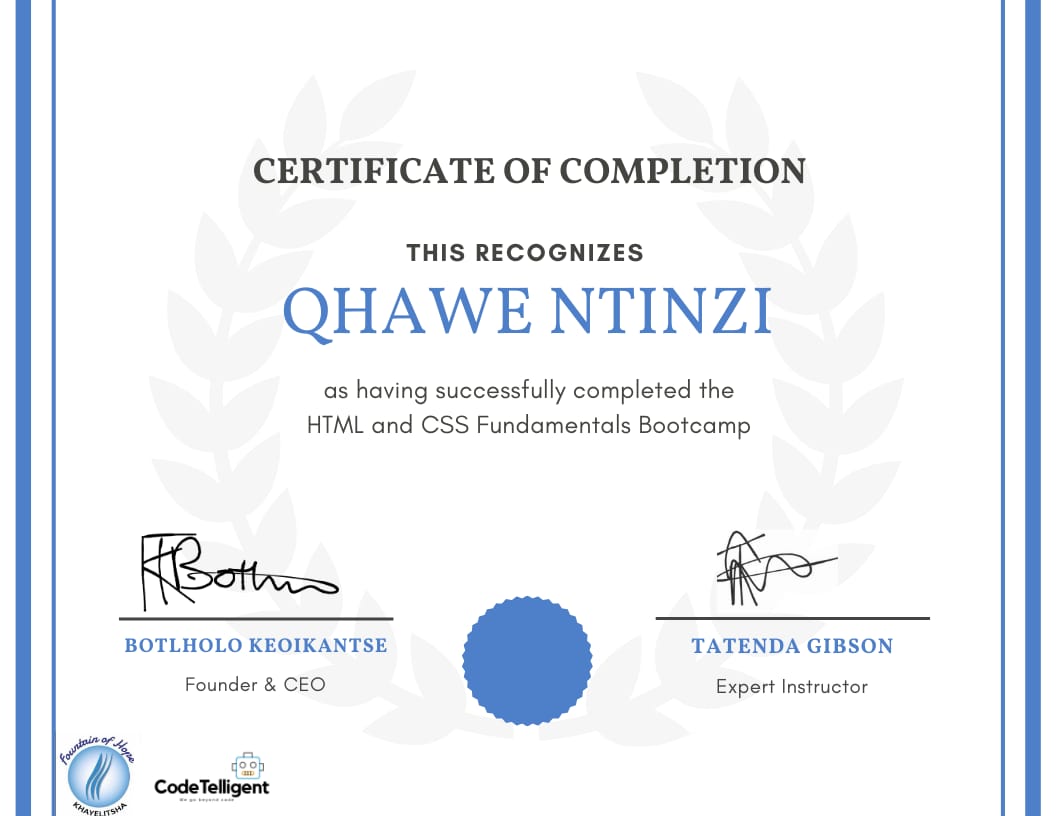 CERTIFICATE OF COMPLETION
THIS RECOGNIZES
QHAWE NTINZI
as having successfully completed the
HTML and CSS Fundamentals Bootcamp
BOTLHOLO KEOIKANTSE
TATENDA GIBSON
Founder & CEO
Expert Instructor
Fountain of Hope
KHAYELITSHA
CodeTelligent
We go beyond code